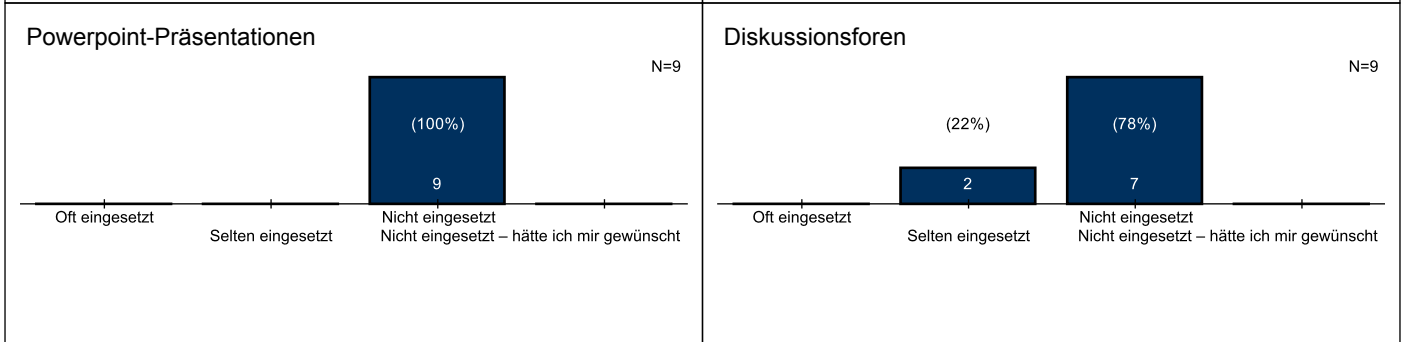 Powerpoint-Präsentationen
N=9
(100%)
9
Oft eingesetzt
Nicht eingesetzt
Selten eingesetzt
Nicht eingesetzt – hätte ich mir gewünscht
Diskussionsforen
N=9
(22%)
(78%)
2
7
Oft eingesetzt
Nicht eingesetzt
Selten eingesetzt
Nicht eingesetzt – hätte ich mir gewünscht